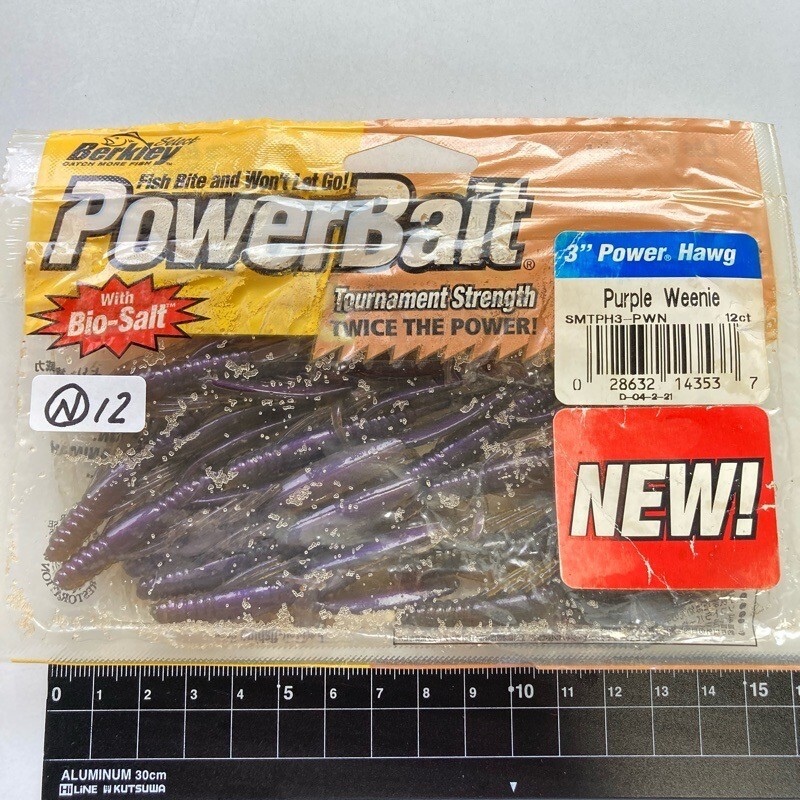 Berkley Select
CATCH MORE FISH
Fish Bite and Won't Let Go!
PowerBait®
With
Bio-Salt™
Tournament Strength
TWICE THE POWER!
3" Power® Hawg
Purple Weenie
SMTPH3-PWN 12ct
0 28632 14353 7
D-04-2-21
NEW!
N 12
0 1 2 3 4 5 6 7 8 9 10 11 12 13 14 15
ALUMINUM 30cm
Hi LiNE KUTSUWA